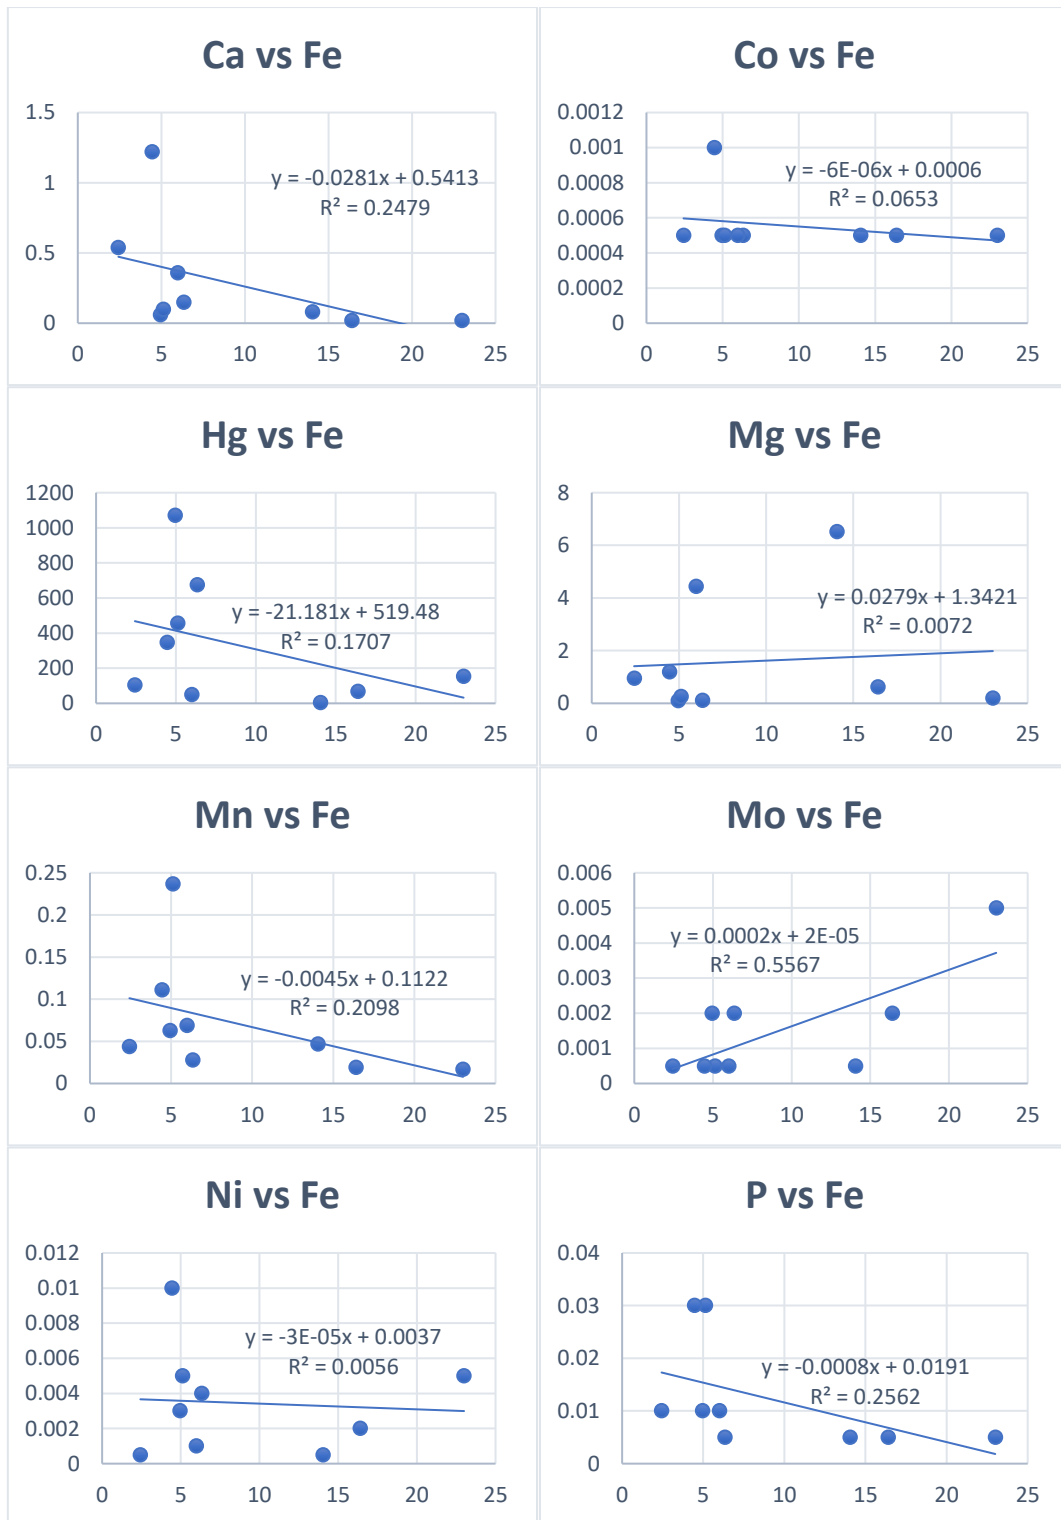 Ca vs Fe
1.5
1
0.5
0
0 5 10 15 20 25
y = -0.0281x + 0.5413
R² = 0.2479
Co vs Fe
0.0012
0.001
0.0008
0.0006
0.0004
0.0002
0
0 5 10 15 20 25
y = -6E-06x + 0.0006
R² = 0.0653
Hg vs Fe
1200
1000
800
600
400
200
0
0 5 10 15 20 25
y = -21.181x + 519.48
R² = 0.1707
Mg vs Fe
8
6
4
2
0
0 5 10 15 20 25
y = 0.0279x + 1.3421
R² = 0.0072
Mn vs Fe
0.25
0.2
0.15
0.1
0.05
0
0 5 10 15 20 25
y = -0.0045x + 0.1122
R² = 0.2098
Mo vs Fe
0.006
0.005
0.004
0.003
0.002
0.001
0
0 5 10 15 20 25
y = 0.0002x + 2E-05
R² = 0.5567
Ni vs Fe
0.012
0.01
0.008
0.006
0.004
0.002
0
0 5 10 15 20 25
y = -3E-05x + 0.0037
R² = 0.0056
P vs Fe
0.04
0.03
0.02
0.01
0
0 5 10 15 20 25
y = -0.0008x + 0.0191
R² = 0.2562